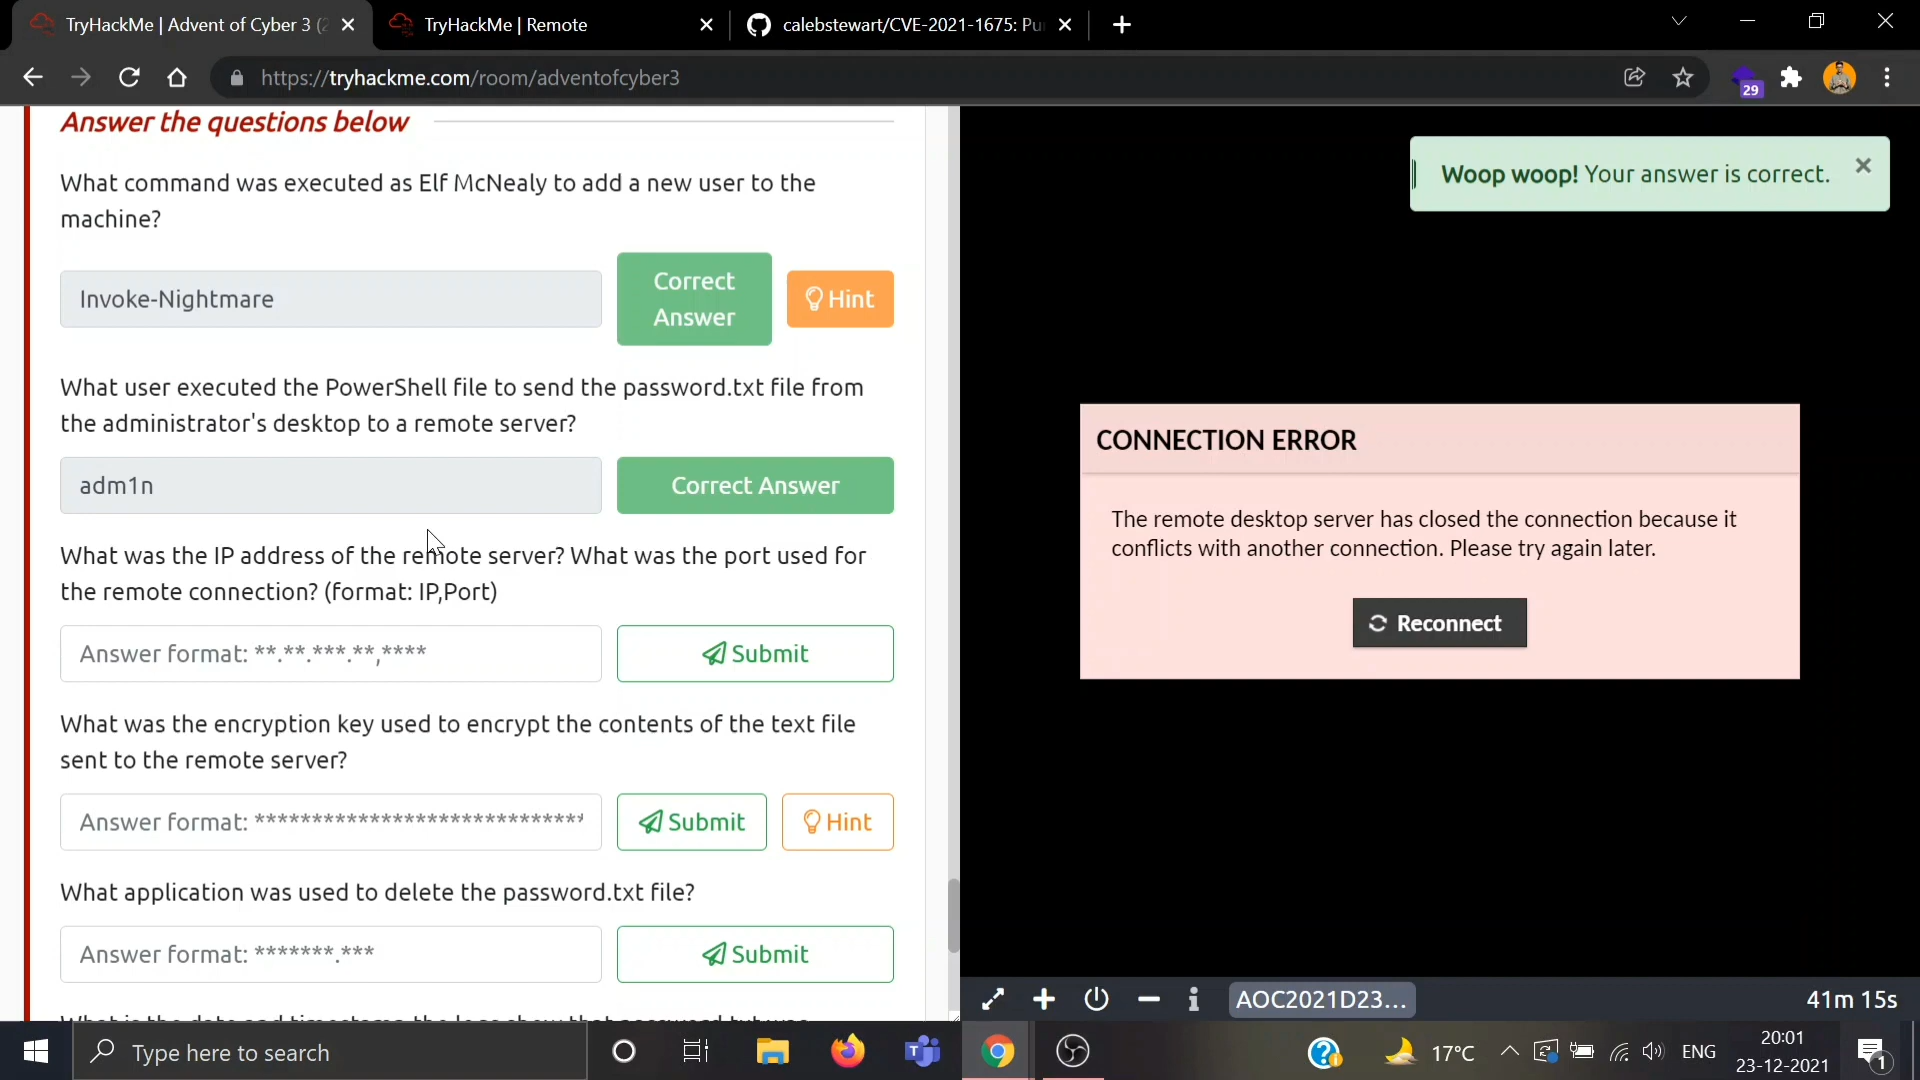 TryHackMe | Advent of Cyber 3 (2
TryHackMe | Remote
calebstewart/CVE-2021-1675: Pu
https://tryhackme.com/room/adventofcyber3
29
Answer the questions below
What command was executed as Elf McNealy to add a new user to the
machine?
Invoke-Nightmare
Correct
Answer
Hint
What user executed the PowerShell file to send the password.txt file from
the administrator's desktop to a remote server?
adm1n
Correct Answer
What was the IP address of the remote server? What was the port used for
the remote connection? (format: IP,Port)
Answer format: **.**.***.**,****
Submit
What was the encryption key used to encrypt the contents of the text file
sent to the remote server?
Answer format: *****************************
Submit
Hint
What application was used to delete the password.txt file?
Answer format: *******.***
Submit
Woop woop! Your answer is correct.
CONNECTION ERROR
The remote desktop server has closed the connection because it
conflicts with another connection. Please try again later.
Reconnect
AOC2021D23...
41m 15s
Type here to search
17°C
ENG
20:01
23-12-2021
1